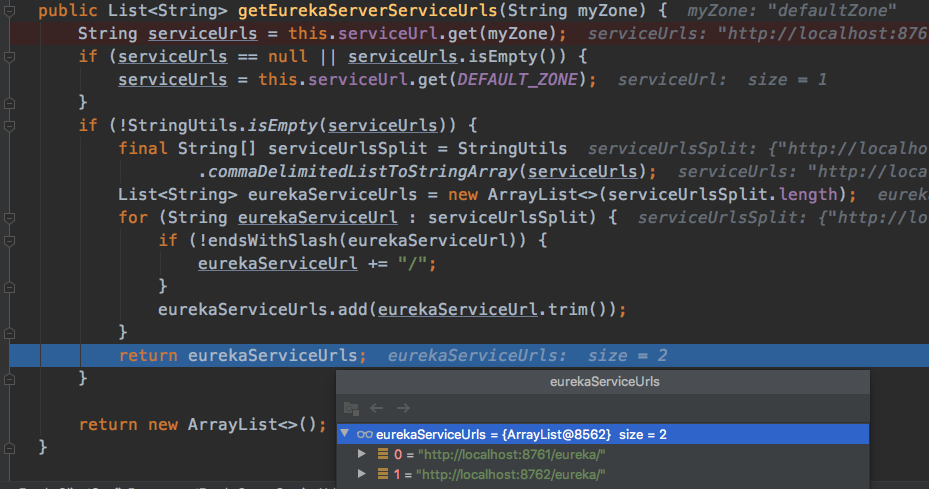 public List<String> getEurekaServerServiceUrls(String myZone) { myZone: "defaultZone"
String serviceUrls = this.serviceUrl.get(myZone); serviceUrls: "http://localhost:876
if (serviceUrls == null || serviceUrls.isEmpty()) {
serviceUrls = this.serviceUrl.get(DEFAULT_ZONE); serviceUrl: size = 1
}
if (!StringUtils.isEmpty(serviceUrls)) {
final String[] serviceUrlsSplit = StringUtils serviceUrlsSplit: {"http://localho
.commaDelimitedListToStringArray(serviceUrls); serviceUrls: "http://loca
List<String> eurekaServiceUrls = new ArrayList<>(serviceUrlsSplit.length); eurek
for (String eurekaServiceUrl : serviceUrlsSplit) { serviceUrlsSplit: {"http://lo
if (!endsWithSlash(eurekaServiceUrl)) {
eurekaServiceUrl += "/";
}
eurekaServiceUrls.add(eurekaServiceUrl.trim());
}
return eurekaServiceUrls; eurekaServiceUrls: size = 2
}
eurekaServiceUrls
return new ArrayList<>();
eurekaServiceUrls = {ArrayList@8562} size = 2
}
0 = "http://localhost:8761/eureka/"
1 = "http://localhost:8762/eureka/"